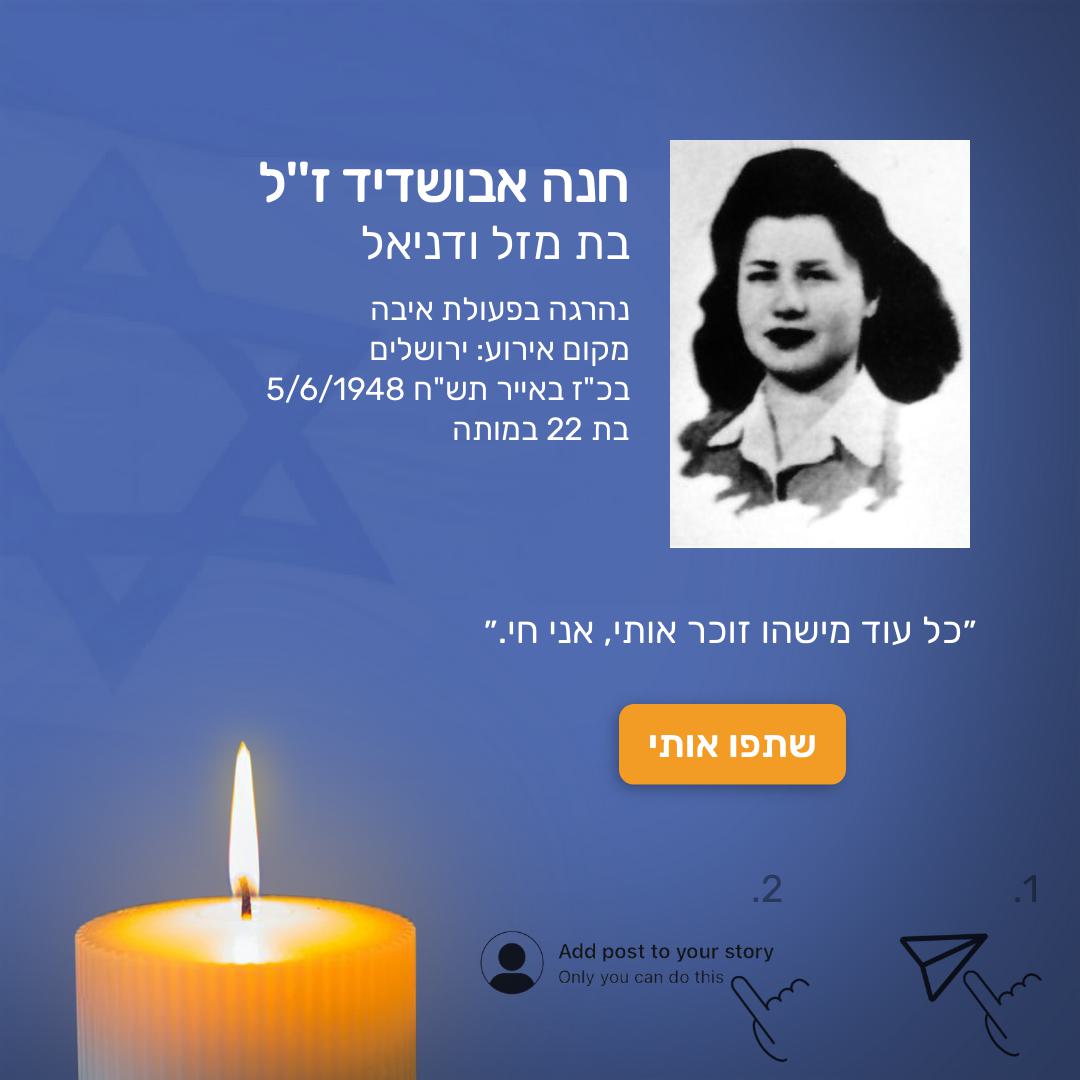 חנה אבושדיד ז"ל
בת מזל ודניאל
נהרגה בפעולת איבה
מקום אירוע: ירושלים
בכ"ז באייר תש"ח 5/6/1948
בת 22 במותה
״כל עוד מישהו זוכר אותי, אני חי.״
שתפו אותי
1.
2.
Add post to your story
Only you can do this